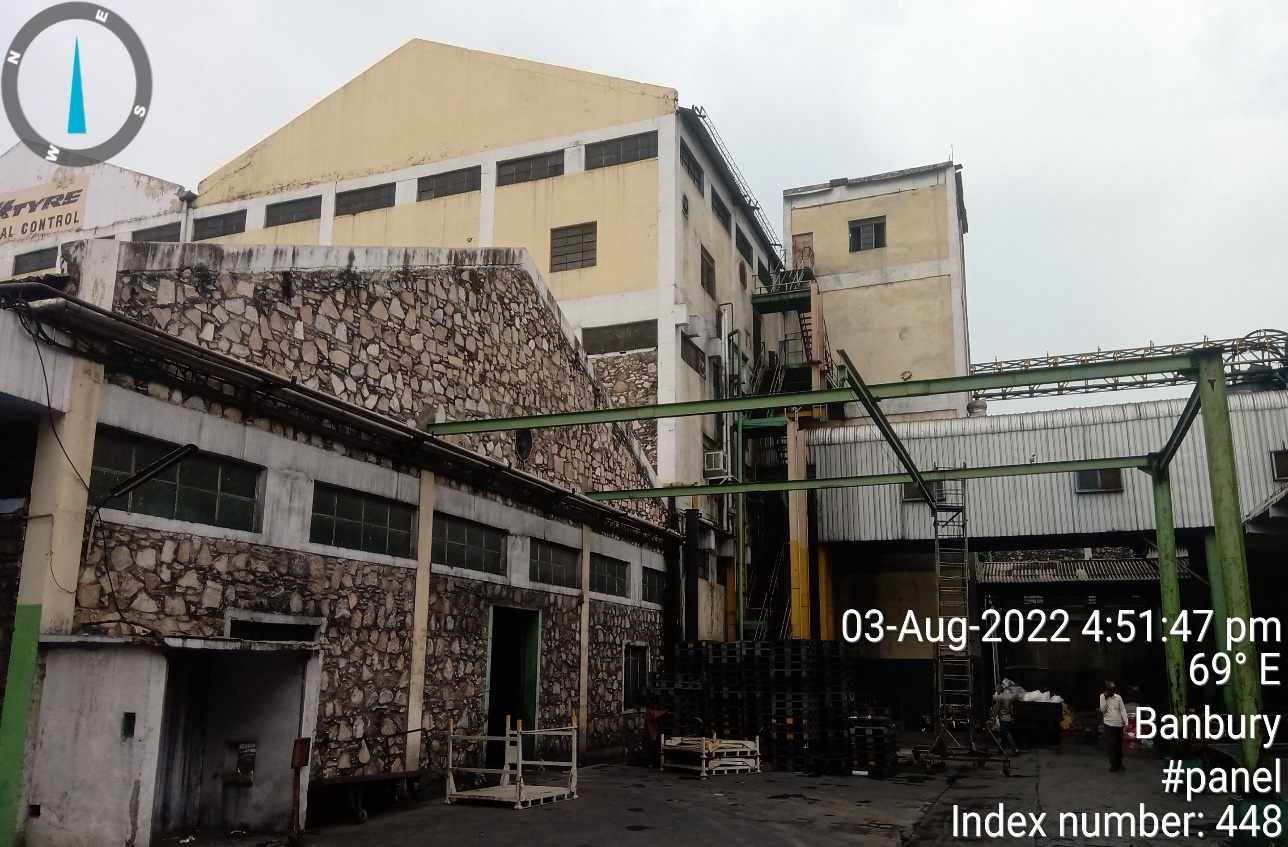 N
E
S
W
KTYRE
AL CONTROL
03-Aug-2022 4:51:47 pm
69° E
Banbury
#panel
Index number: 448